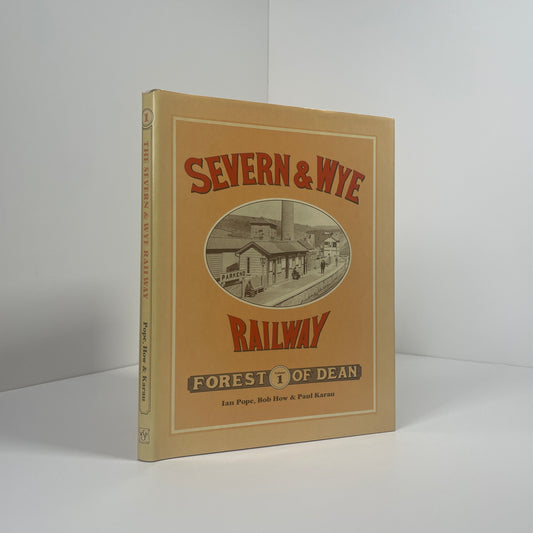 1
THE SEVERN & WYE RAILWAY
Pope, How & Karau
SEVERN & WYE
PARKEND
RAILWAY
FOREST 1 OF DEAN
Ian Pope, Bob How & Paul Karau